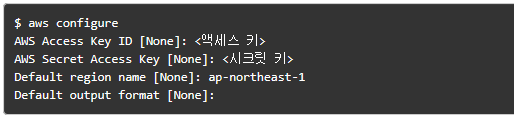 $ aws configure
AWS Access Key ID [None]: <액세스 키>
AWS Secret Access Key [None]: <시크릿 키>
Default region name [None]: ap-northeast-1
Default output format [None]: